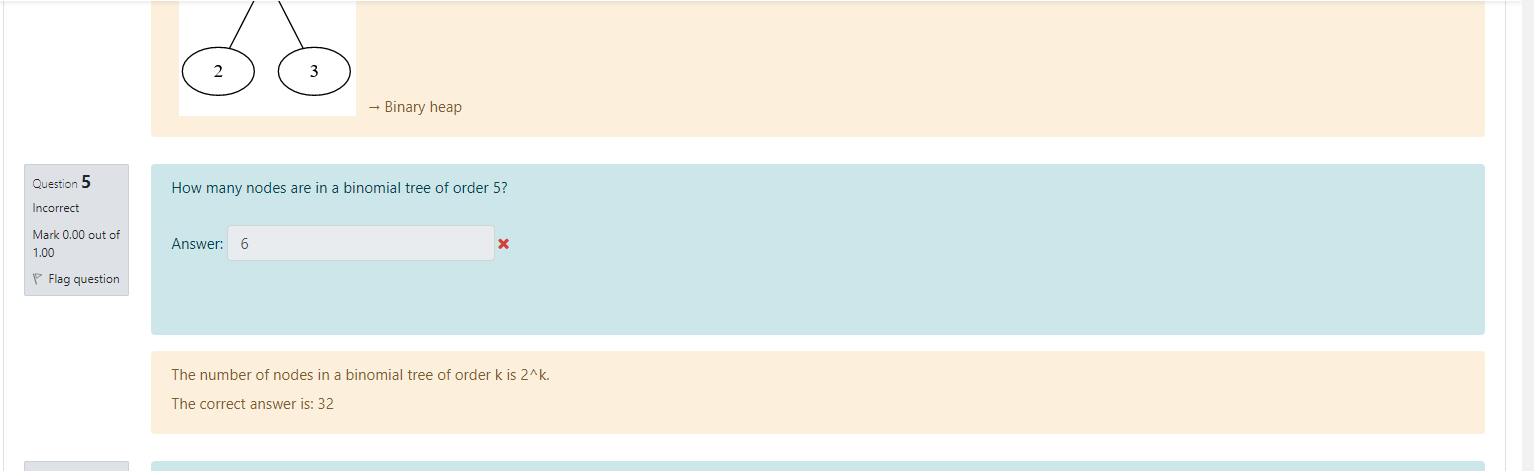 2
3
→ Binary heap
Question 5
Incorrect
Mark 0.00 out of
1.00
Flag question
How many nodes are in a binomial tree of order 5?
Answer: 6
The number of nodes in a binomial tree of order k is 2^k.
The correct answer is: 32